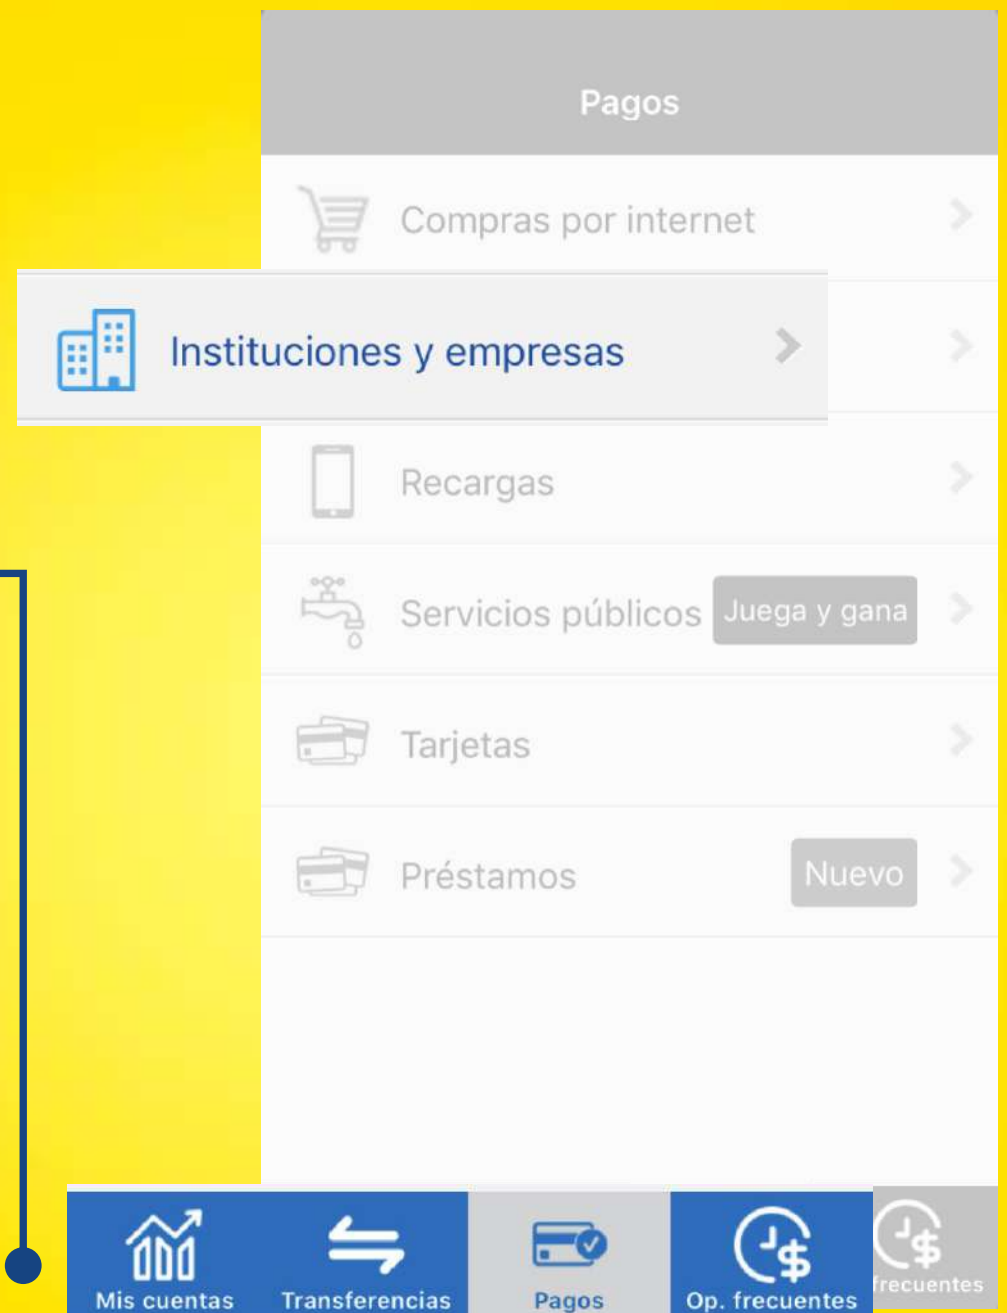 Pagos
Compras por internet
Instituciones y empresas
Recargas
Servicios públicos Juega y gana
Tarjetas
Préstamos Nuevo
Mis cuentas Transferencias Pagos Op. frecuentes frecuentes